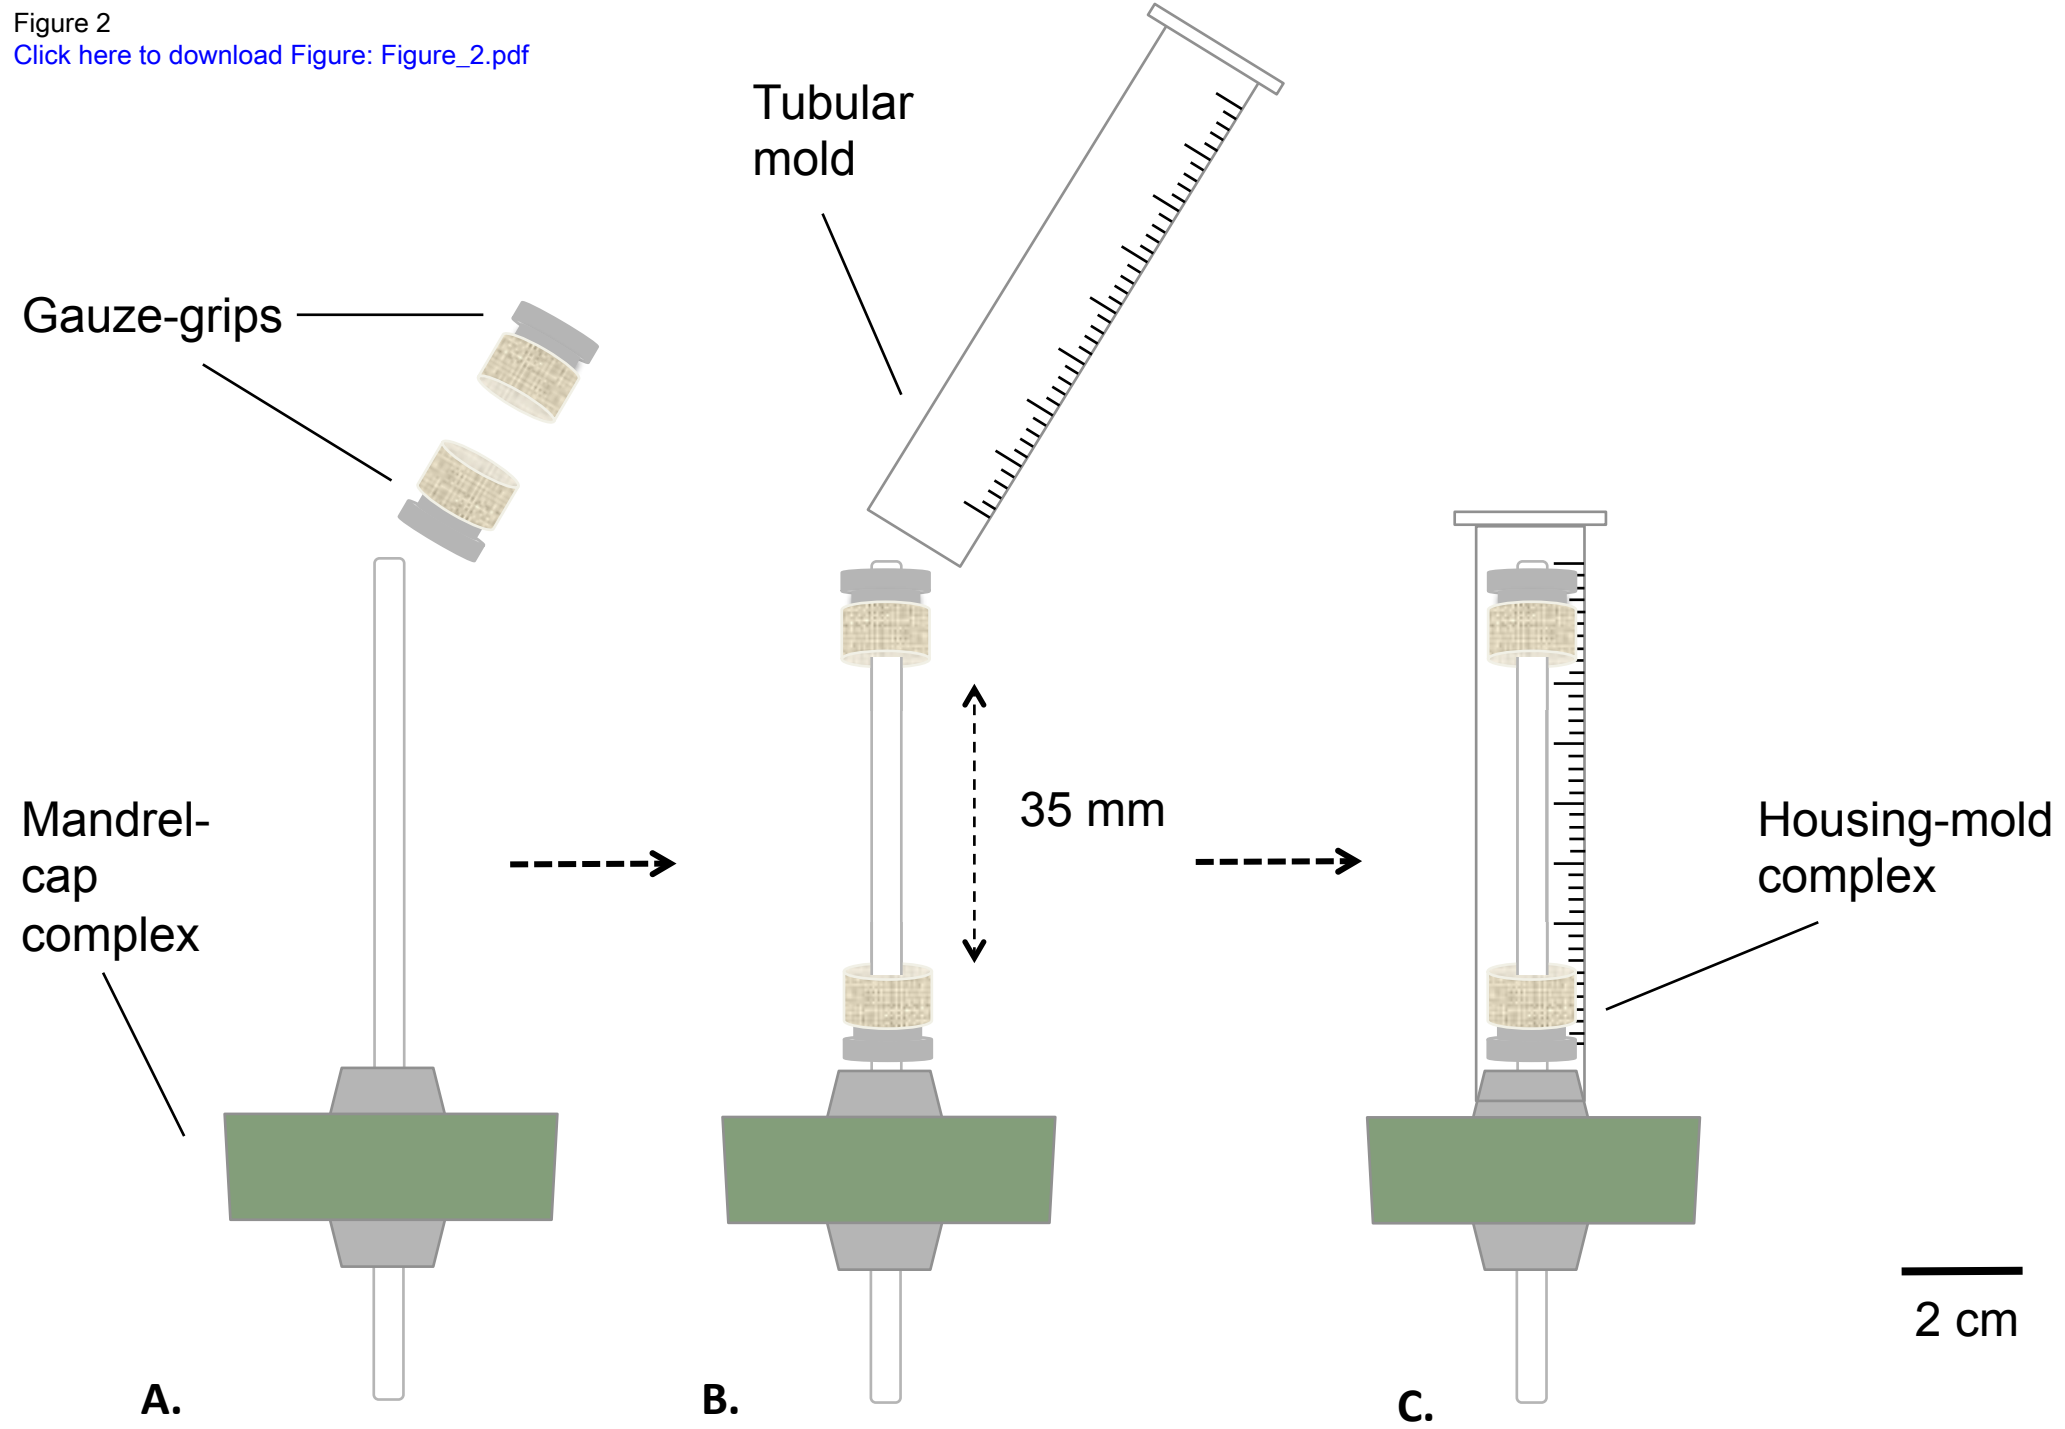 Figure 2
Click here to download Figure: Figure_2.pdf
Tubular
mold
Gauze-grips
Mandrel-
cap
complex
35 mm
Housing-mold
complex
2 cm
A.
B.
C.